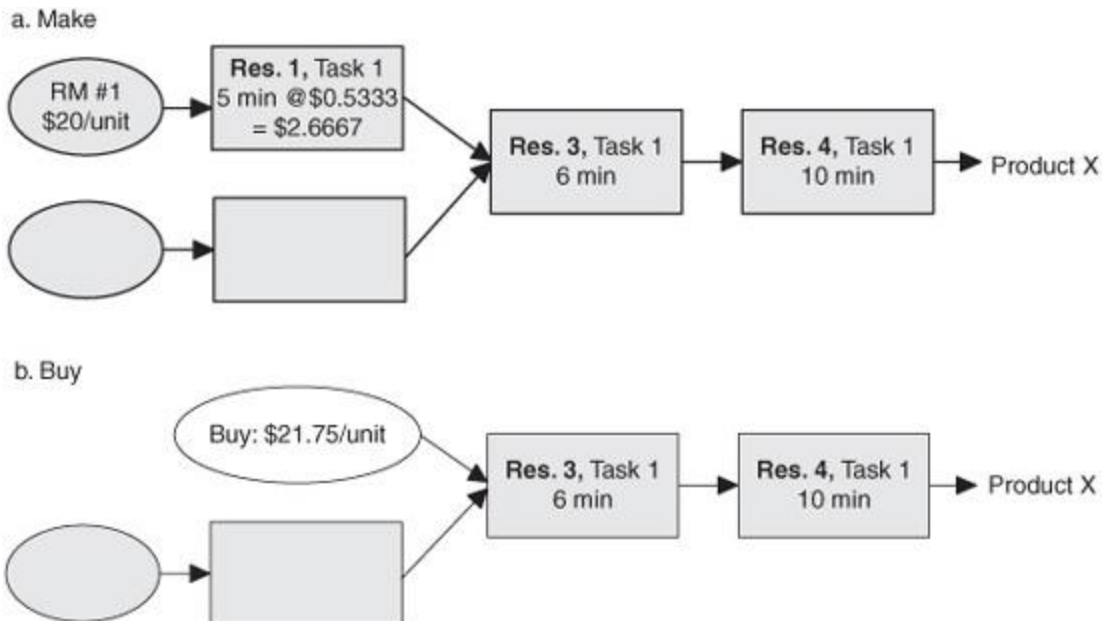 a. Make
RM #1
$20/unit
Res. 1, Task 1
5 min @$0.5333
= $2.6667
Res. 3, Task 1
6 min
Res. 4, Task 1
10 min
Product X
b. Buy
Buy: $21.75/unit
Res. 3, Task 1
6 min
Res. 4, Task 1
10 min
Product X